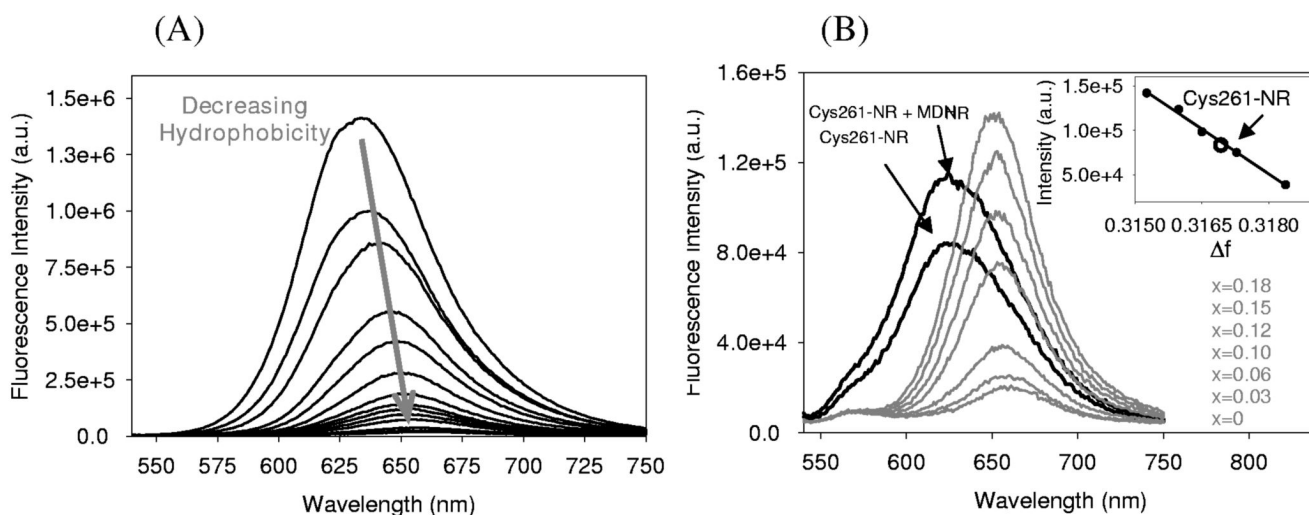 (A)
Fluorescence Intensity (a.u.)
1.5e+6
1.3e+6
1.0e+6
7.5e+5
5.0e+5
2.5e+5
0.0
Decreasing
Hydrophobicity
550 575 600 625 650 675 700 725 750
Wavelength (nm)
(B)
Fluorescence Intensity (a.u.)
1.6e+5
1.2e+5
8.0e+4
4.0e+4
0.0
Cys261-NR + MDNR
Cys261-NR
550 600 650 700 750 800
Wavelength (nm)
Intensity (a.u.)
1.5e+5
1.0e+5
5.0e+4
Cys261-NR
0.3150 0.3165 0.3180
Δf
x=0.18
x=0.15
x=0.12
x=0.10
x=0.06
x=0.03
x=0